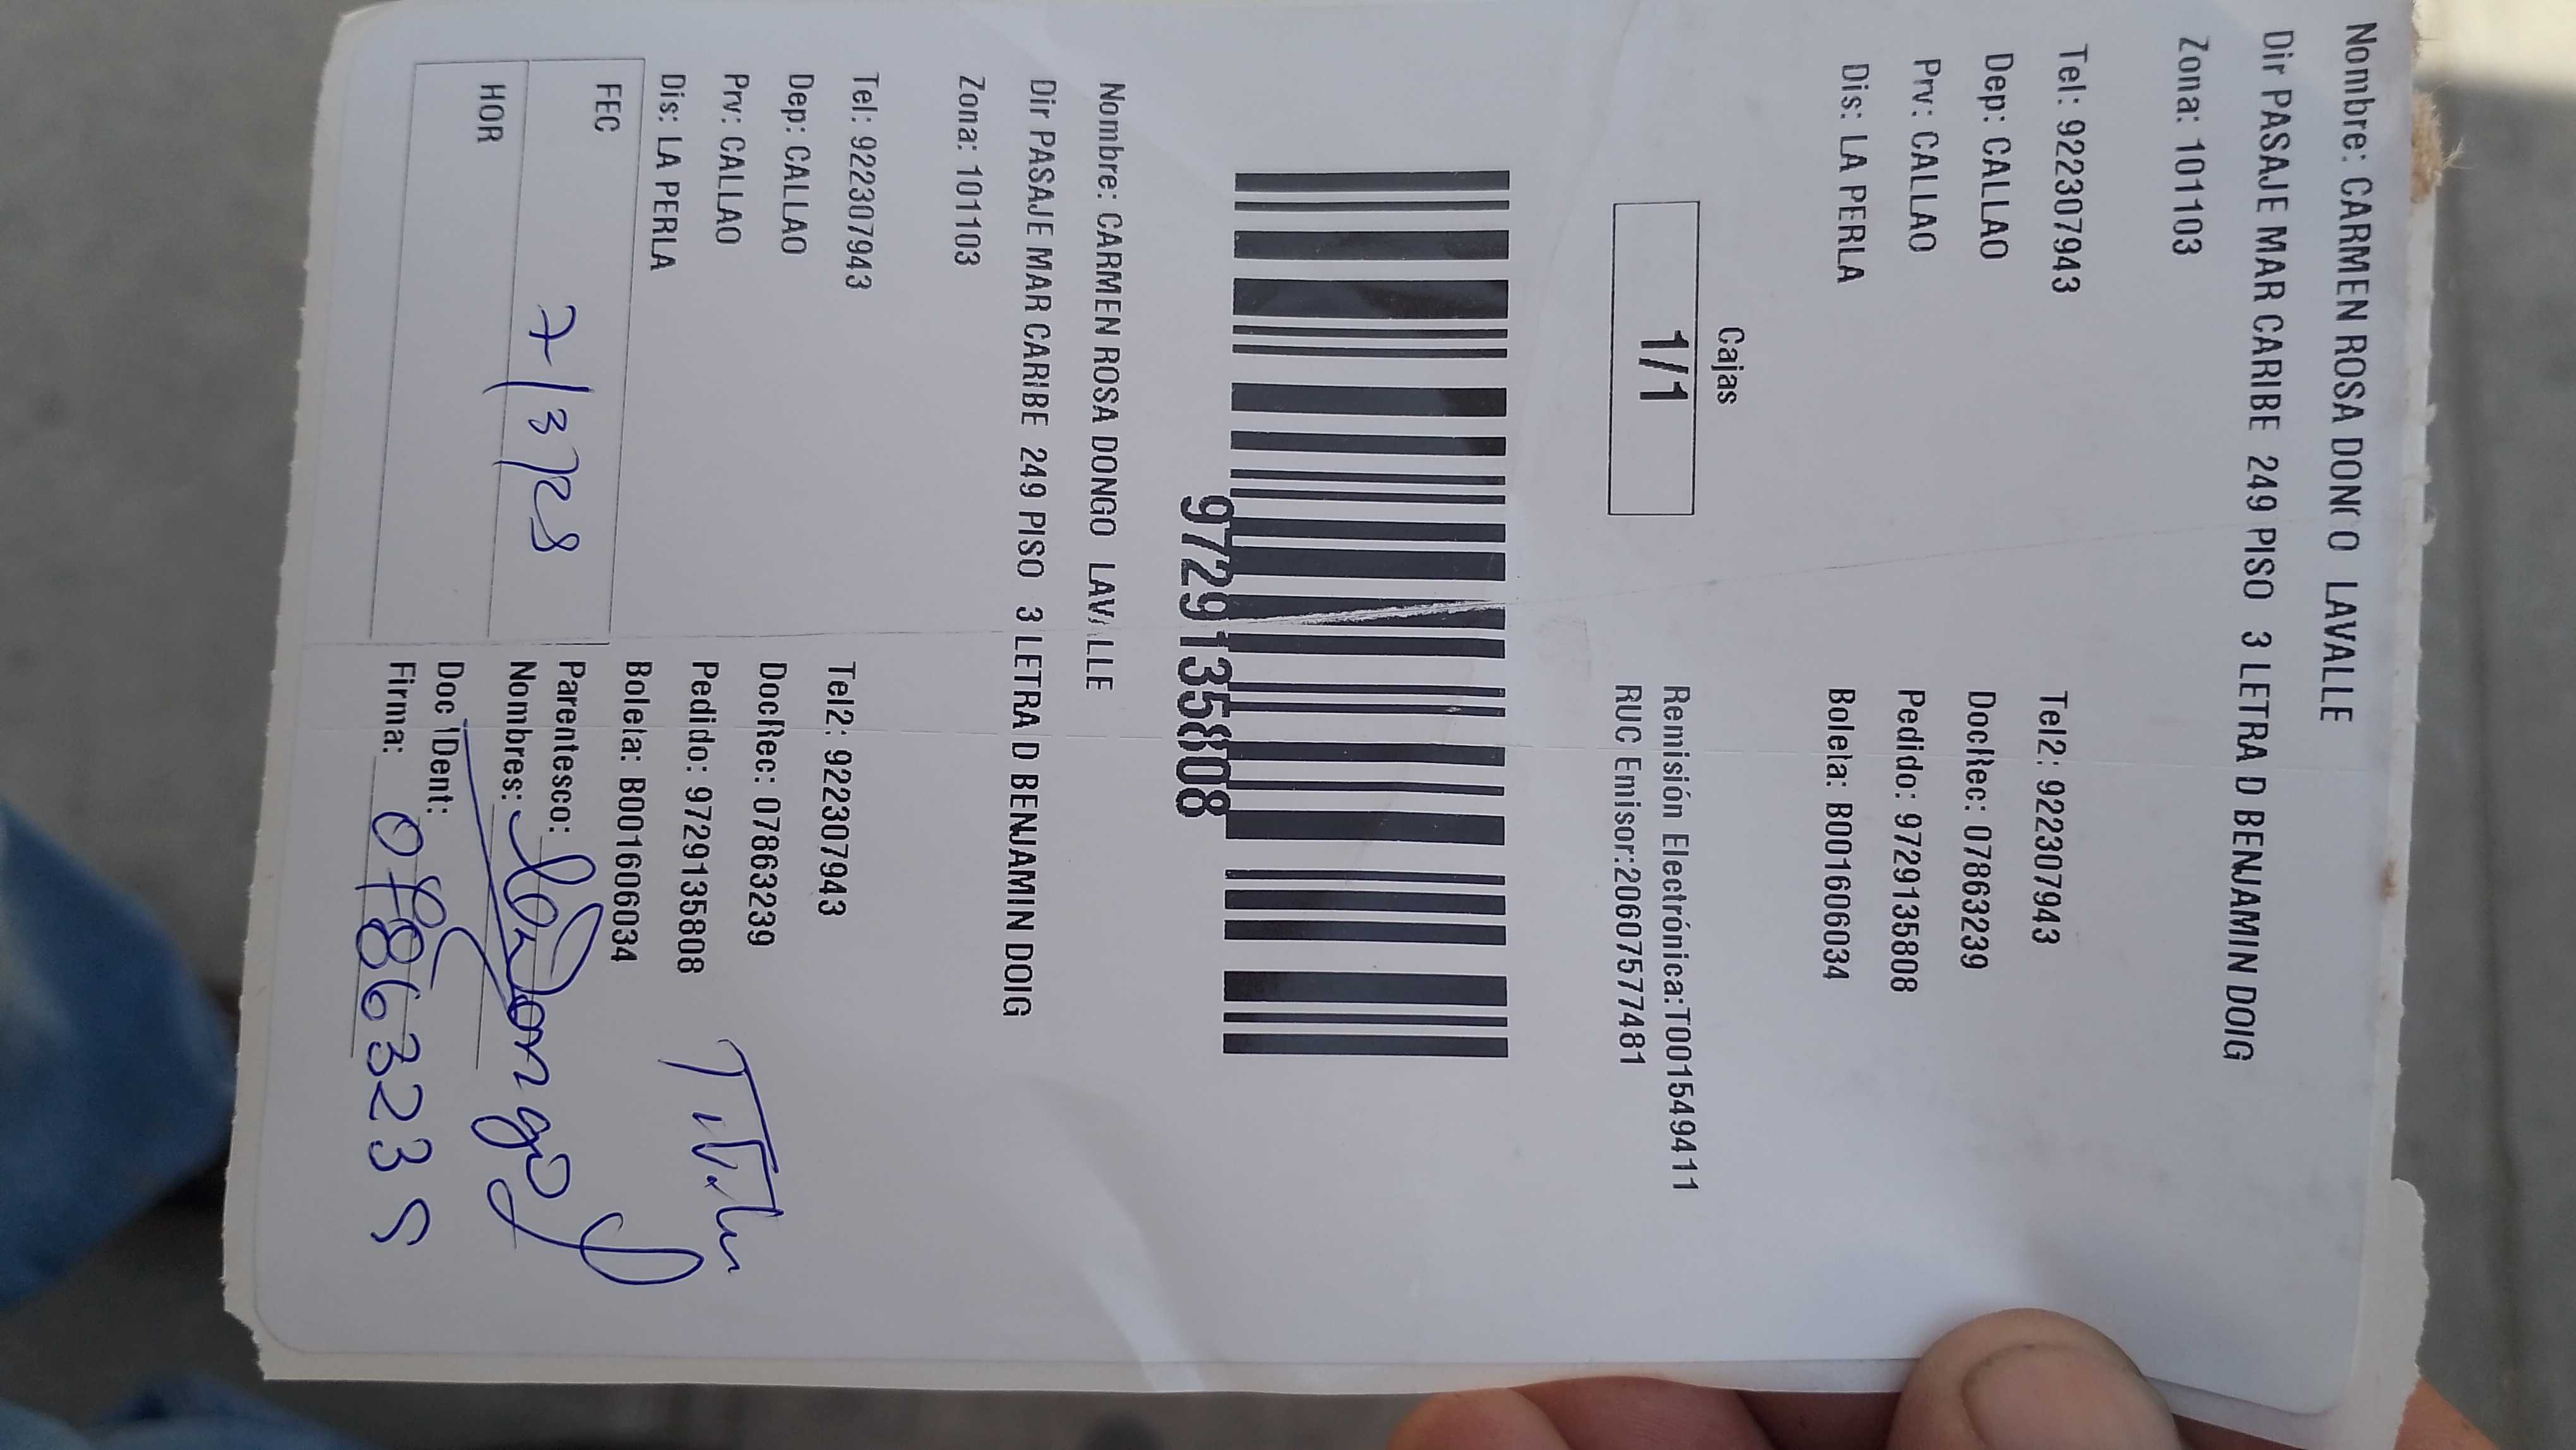 Nombre: CARMEN ROSA DONGO LAVALLE
Dir PASAJE MAR CARIBE 249 PISO 3 LETRA D BENJAMIN DOIG
Zona: 101103
Tel: 922307943 Tel2: 922307943
Dep: CALLAO DocRec: 07863239
Prv: CALLAO Pedido: 9729135808
Dis: LA PERLA Boleta: B001606034
Cajas
1/1
Remisión Electrónica:T001549411
RUC Emisor:20607577481
9729135808
Nombre: CARMEN ROSA DONGO LAVALLE
Dir PASAJE MAR CARIBE 249 PISO 3 LETRA D BENJAMIN DOIG
Zona: 101103
Tel: 922307943 Tel2: 922307943
Dep: CALLAO DocRec: 07863239
Prv: CALLAO Pedido: 9729135808
Dis: LA PERLA Boleta: B001606034
FEC 7/3/25 Parentesco:
HOR Nombres: Dongo
Doc IDent:
Firma: 07863239